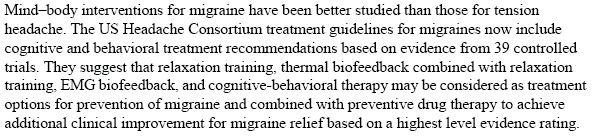 Mind–body interventions for migraine have been better studied than those for tension
headache. The US Headache Consortium treatment guidelines for migraines now include
cognitive and behavioral treatment recommendations based on evidence from 39 controlled
trials. They suggest that relaxation training, thermal biofeedback combined with relaxation
training, EMG biofeedback, and cognitive-behavioral therapy may be considered as treatment
options for prevention of migraine and combined with preventive drug therapy to achieve
additional clinical improvement for migraine relief based on a highest level evidence rating.